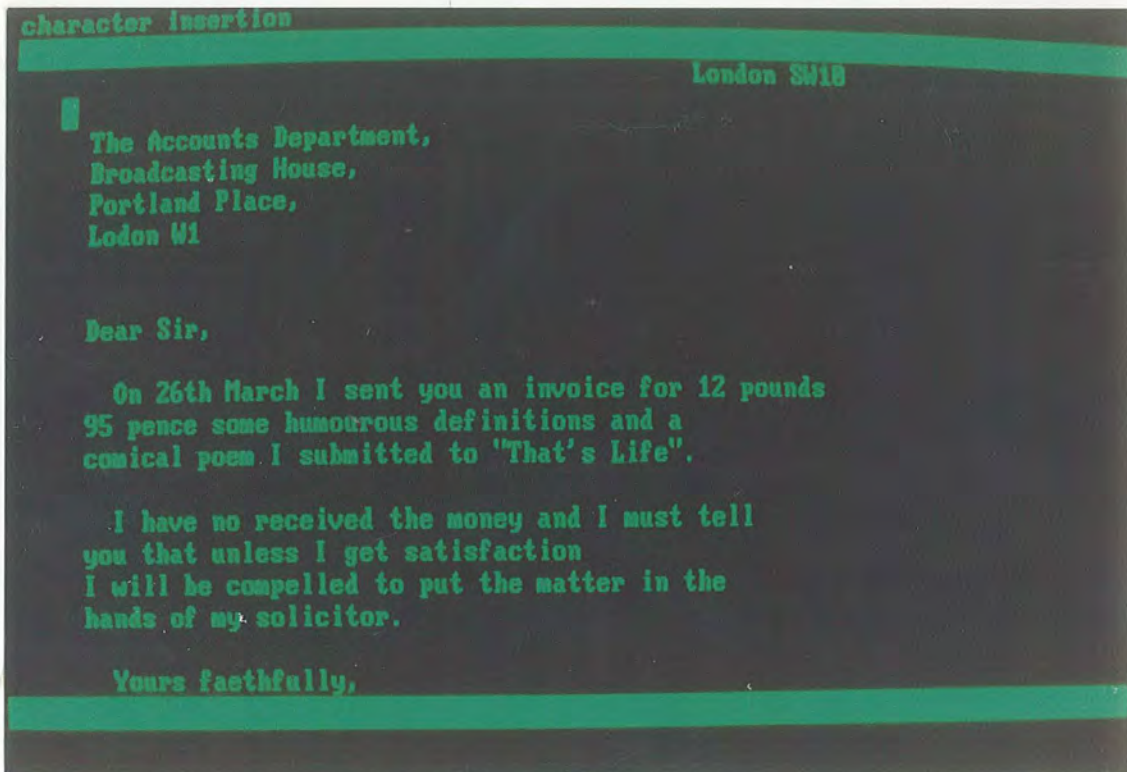 character insertion
London SW10
The Accounts Department,
Broadcasting House,
Portland Place,
Lodon W1
Dear Sir,
On 26th March I sent you an invoice for 12 pounds
95 pence some humourous definitions and a
comical poem I submitted to "That's Life".
I have no received the money and I must tell
you that unless I get satisfaction
I will be compelled to put the matter in the
hands of my solicitor.
Yours faethfully,